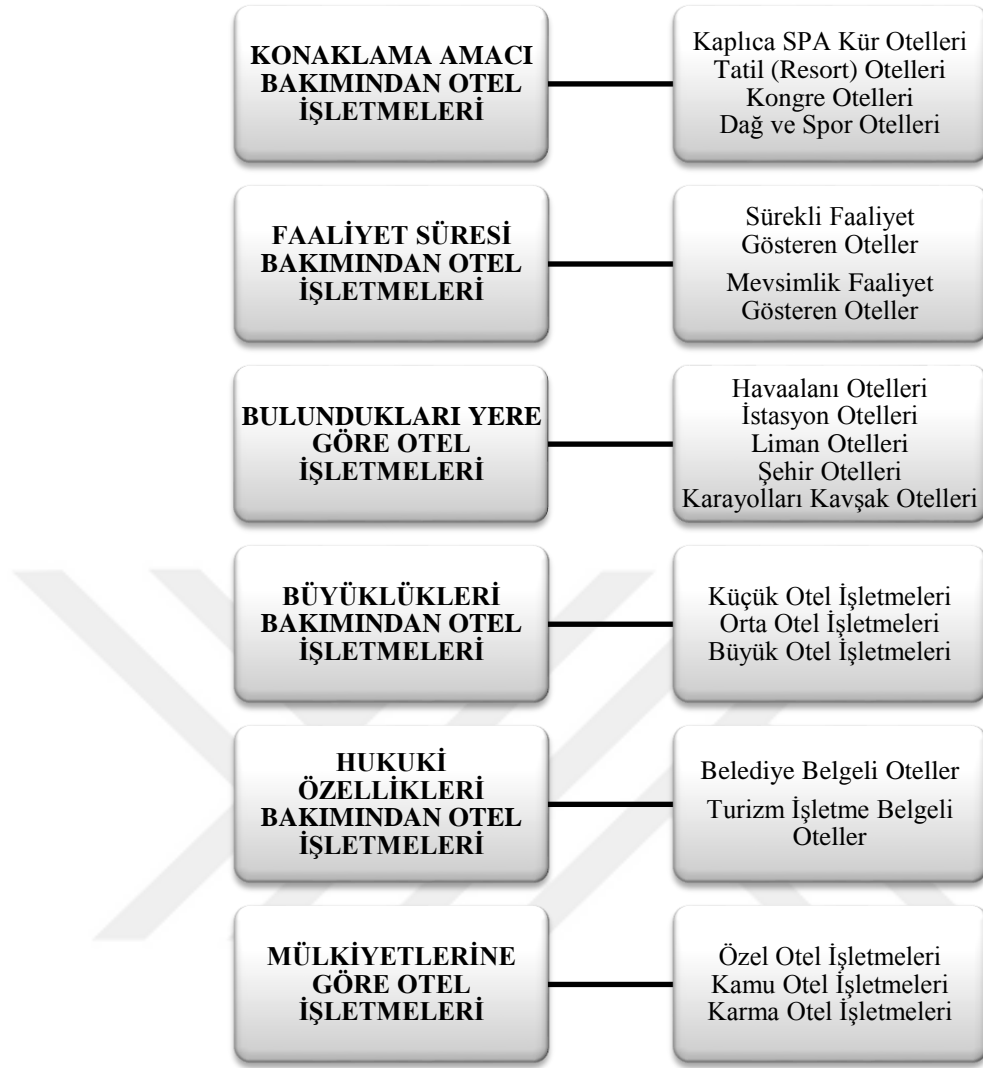 KONAKLAMA AMACI
BAKIMINDAN OTEL
İŞLETMELERİ
Kaplıca SPA Kür Otelleri
Tatil (Resort) Otelleri
Kongre Otelleri
Dağ ve Spor Otelleri
FAALİYET SÜRESİ
BAKIMINDAN OTEL
İŞLETMELERİ
Sürekli Faaliyet
Gösteren Oteller
Mevsimlik Faaliyet
Gösteren Oteller
BULUNDUKLARI YERE
GÖRE OTEL
İŞLETMELERİ
Havaalanı Otelleri
İstasyon Otelleri
Liman Otelleri
Şehir Otelleri
Karayolları Kavşak Otelleri
BÜYÜKLÜKLERİ
BAKIMINDAN OTEL
İŞLETMELERİ
Küçük Otel İşletmeleri
Orta Otel İşletmeleri
Büyük Otel İşletmeleri
HUKUKİ
ÖZELLİKLERİ
BAKIMINDAN OTEL
İŞLETMELERİ
Belediye Belgeli Oteller
Turizm İşletme Belgeli
Oteller
MÜLKİYETLERİNE
GÖRE OTEL
İŞLETMELERİ
Özel Otel İşletmeleri
Kamu Otel İşletmeleri
Karma Otel İşletmeleri